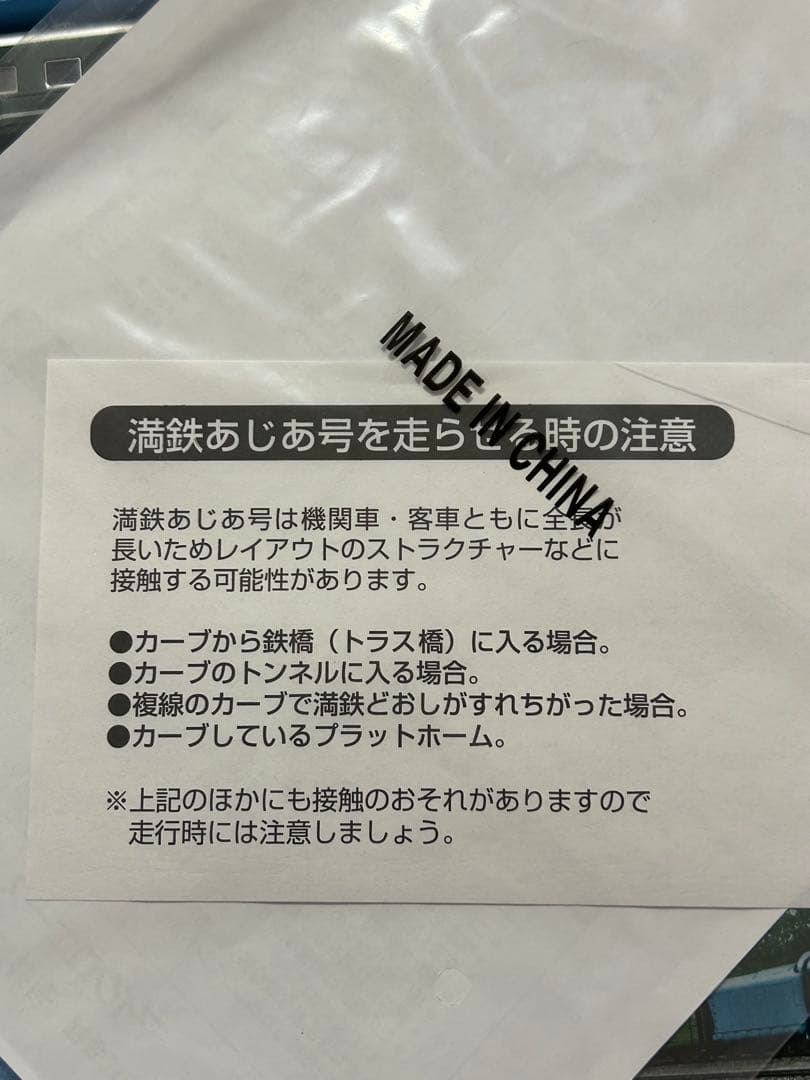 MADE IN CHINA
満鉄あじあ号を走らせる時の注意
満鉄あじあ号は機関車・客車ともに全長が
長いためレイアウトのストラクチャーなどに
接触する可能性があります。
●カーブから鉄橋（トラス橋）に入る場合。
●カーブのトンネルに入る場合。
●複線のカーブで満鉄どおしがすれちがった場合。
●カーブしているプラットホーム。
※上記のほかにも接触のおそれがありますので
走行時には注意しましょう。